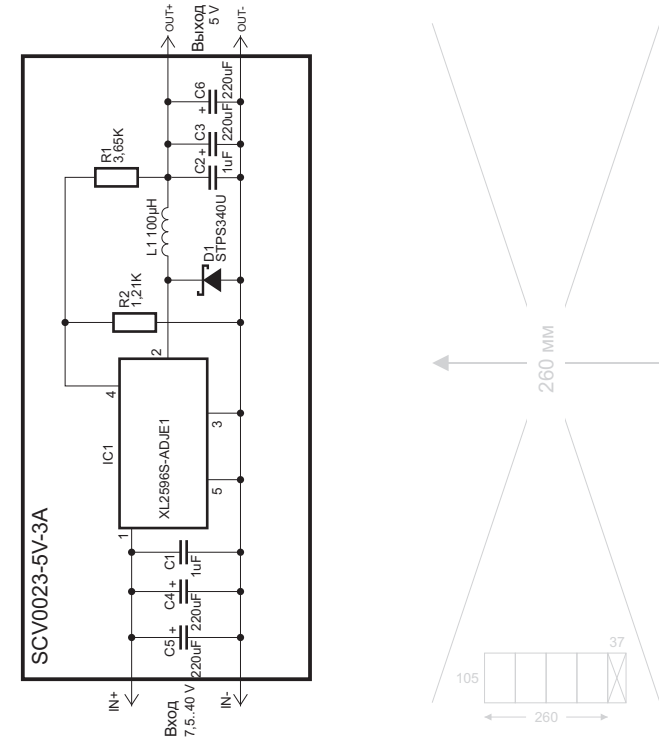 SCV0023-5V-3A
IN+
Вход
7,5..40 V
IN-
C5 +
220uF
C4 +
220uF
C1
1uF
1
IC1
XL2596S-ADJE1
4
2
5
3
R2
1,21K
R1
3,65K
L1 100µH
D1
STPS340U
C2
1uF
+ C3
220uF
+ C6
220uF
OUT+
Выход
5 V
OUT-
260 мм
105
37
260